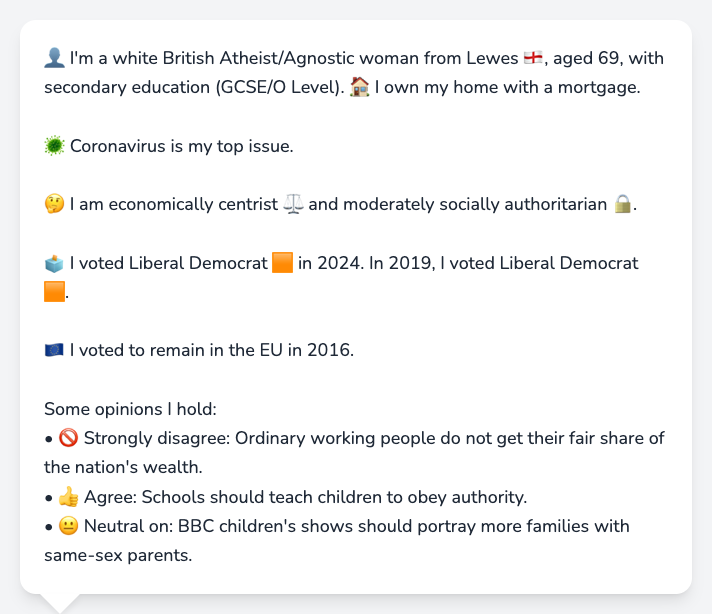 👤 I'm a white British Atheist/Agnostic woman from Lewes 🏴󠁧󠁢󠁥󠁮󠁧󠁿, aged 69, with
secondary education (GCSE/O Level). 🏠 I own my home with a mortgage.
🦠 Coronavirus is my top issue.
🤔 I am economically centrist ⚖️ and moderately socially authoritarian 🔒.
🗳️ I voted Liberal Democrat 🟧 in 2024. In 2019, I voted Liberal Democrat
🟧.
🇪🇺 I voted to remain in the EU in 2016.
Some opinions I hold:
• 🚫 Strongly disagree: Ordinary working people do not get their fair share of
the nation's wealth.
• 👍 Agree: Schools should teach children to obey authority.
• 😐 Neutral on: BBC children's shows should portray more families with
same-sex parents.